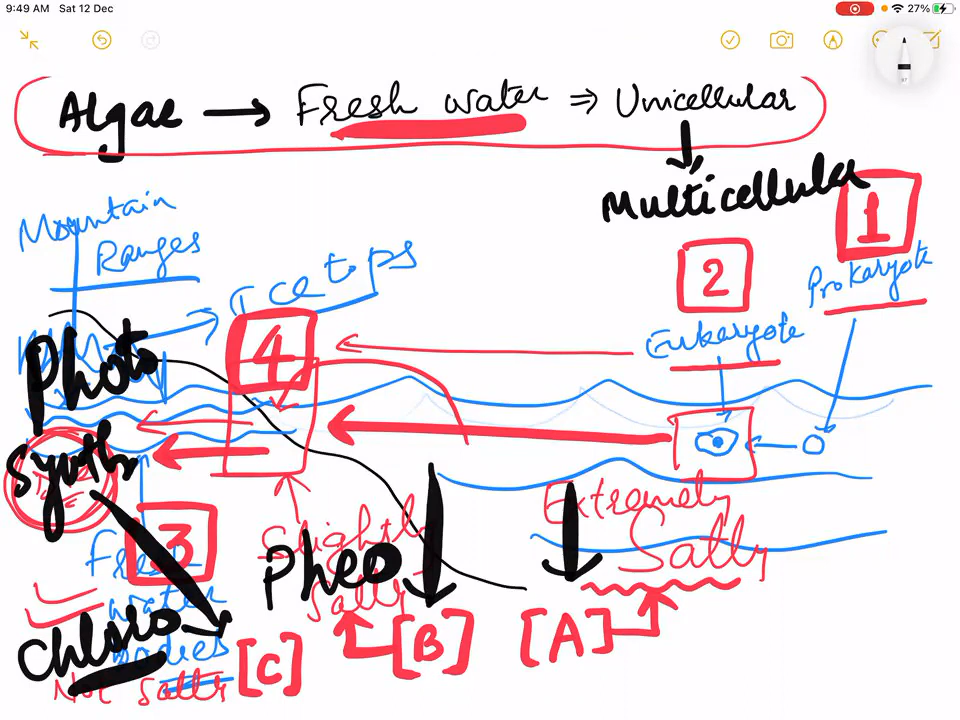 9:49 AM Sat 12 Dec
27%
Algae → Fresh water ⇒ Unicellular
Multicellular
Mountain
Ranges
Ice tops
1
Prokaryote
2
Eukaryote
4
Photo
Synth
3
Fresh
water
bodies
Not Salty
Chloro
[C]
Slightly
Salty
Pheo
[B]
Extremely
Salty
[A]